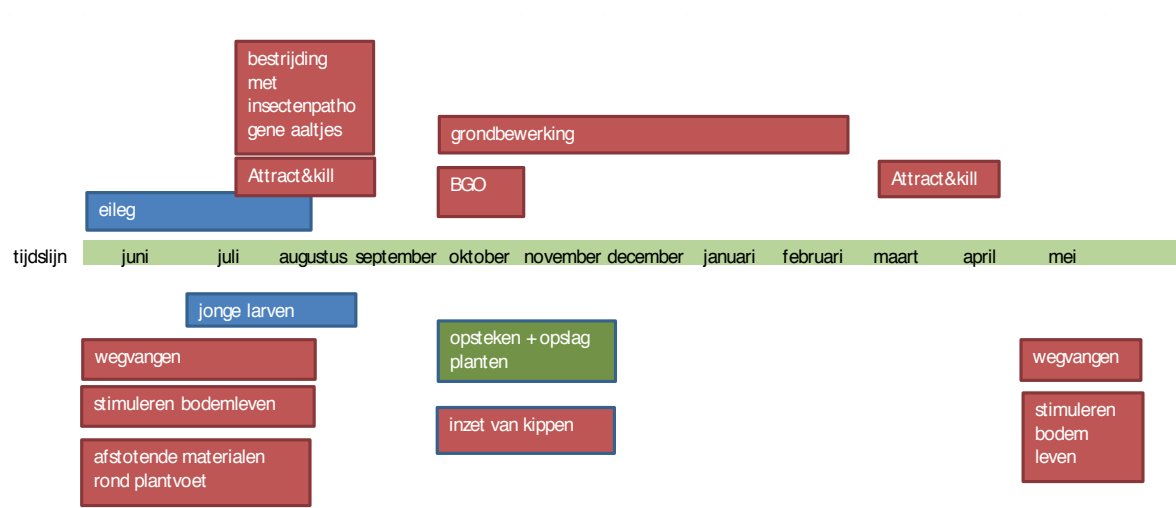 bestrijding
met
insectenpatho
gene aaltjes
Attract&kill
grondbewerking
BGO
Attract&kill
eileg
tijdslijn juni juli augustus september oktober november december januari februari maart april mei
jonge larven
opsteken + opslag
planten
wegvangen
stimuleren bodemleven
inzet van kippen
afstotende materialen
rond plantvoet
wegvangen
stimuleren
bodem
leven